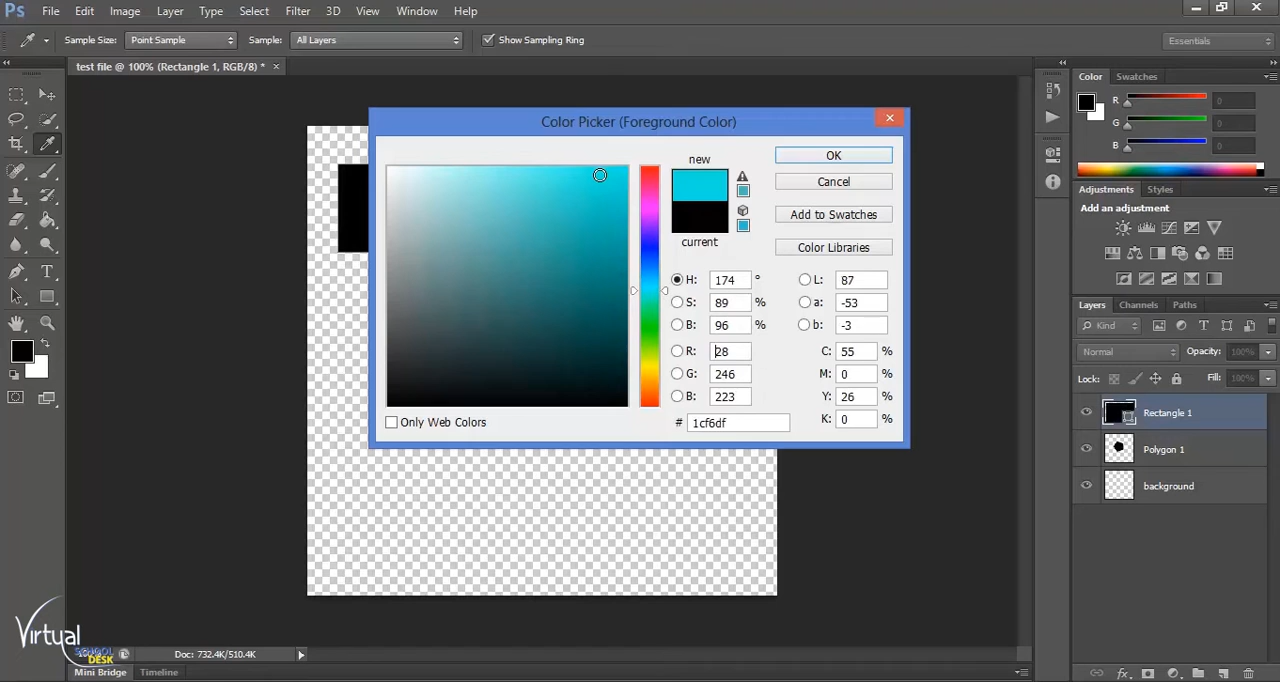 Ps File Edit Image Layer Type Select Filter 3D View Window Help
Sample Size: Point Sample Sample: All Layers Show Sampling Ring Essentials
test file @ 100% (Rectangle 1, RGB/8) * ×
Color Picker (Foreground Color)
new
current
OK
Cancel
Add to Swatches
Color Libraries
H: 174 ° L: 87
S: 89 % a: -53
B: 96 % b: -3
R: 28 C: 55 %
G: 246 M: 0 %
B: 223 Y: 26 %
# 1cf6df K: 0 %
Only Web Colors
Color Swatches
R 0
G 0
B 0
Adjustments Styles
Add an adjustment
Layers Channels Paths
Kind
Normal Opacity: 100%
Lock: Fill: 100%
Rectangle 1
Polygon 1
background
Virtual
SCHOOL
DESK
Doc: 732.4K/510.4K
Mini Bridge Timeline